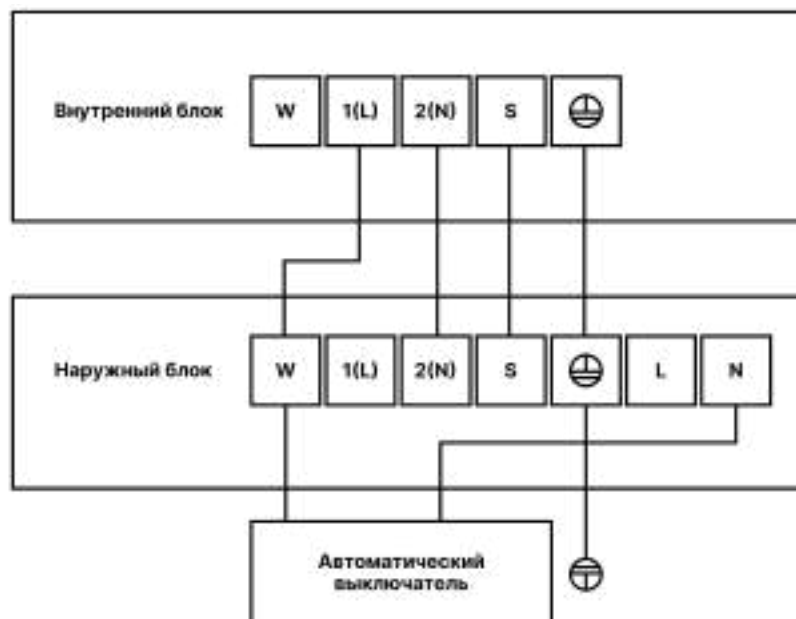 Внутренний блок W 1(L) 2(N) S
Наружный блок W 1(L) 2(N) S L N
Автоматический
выключатель